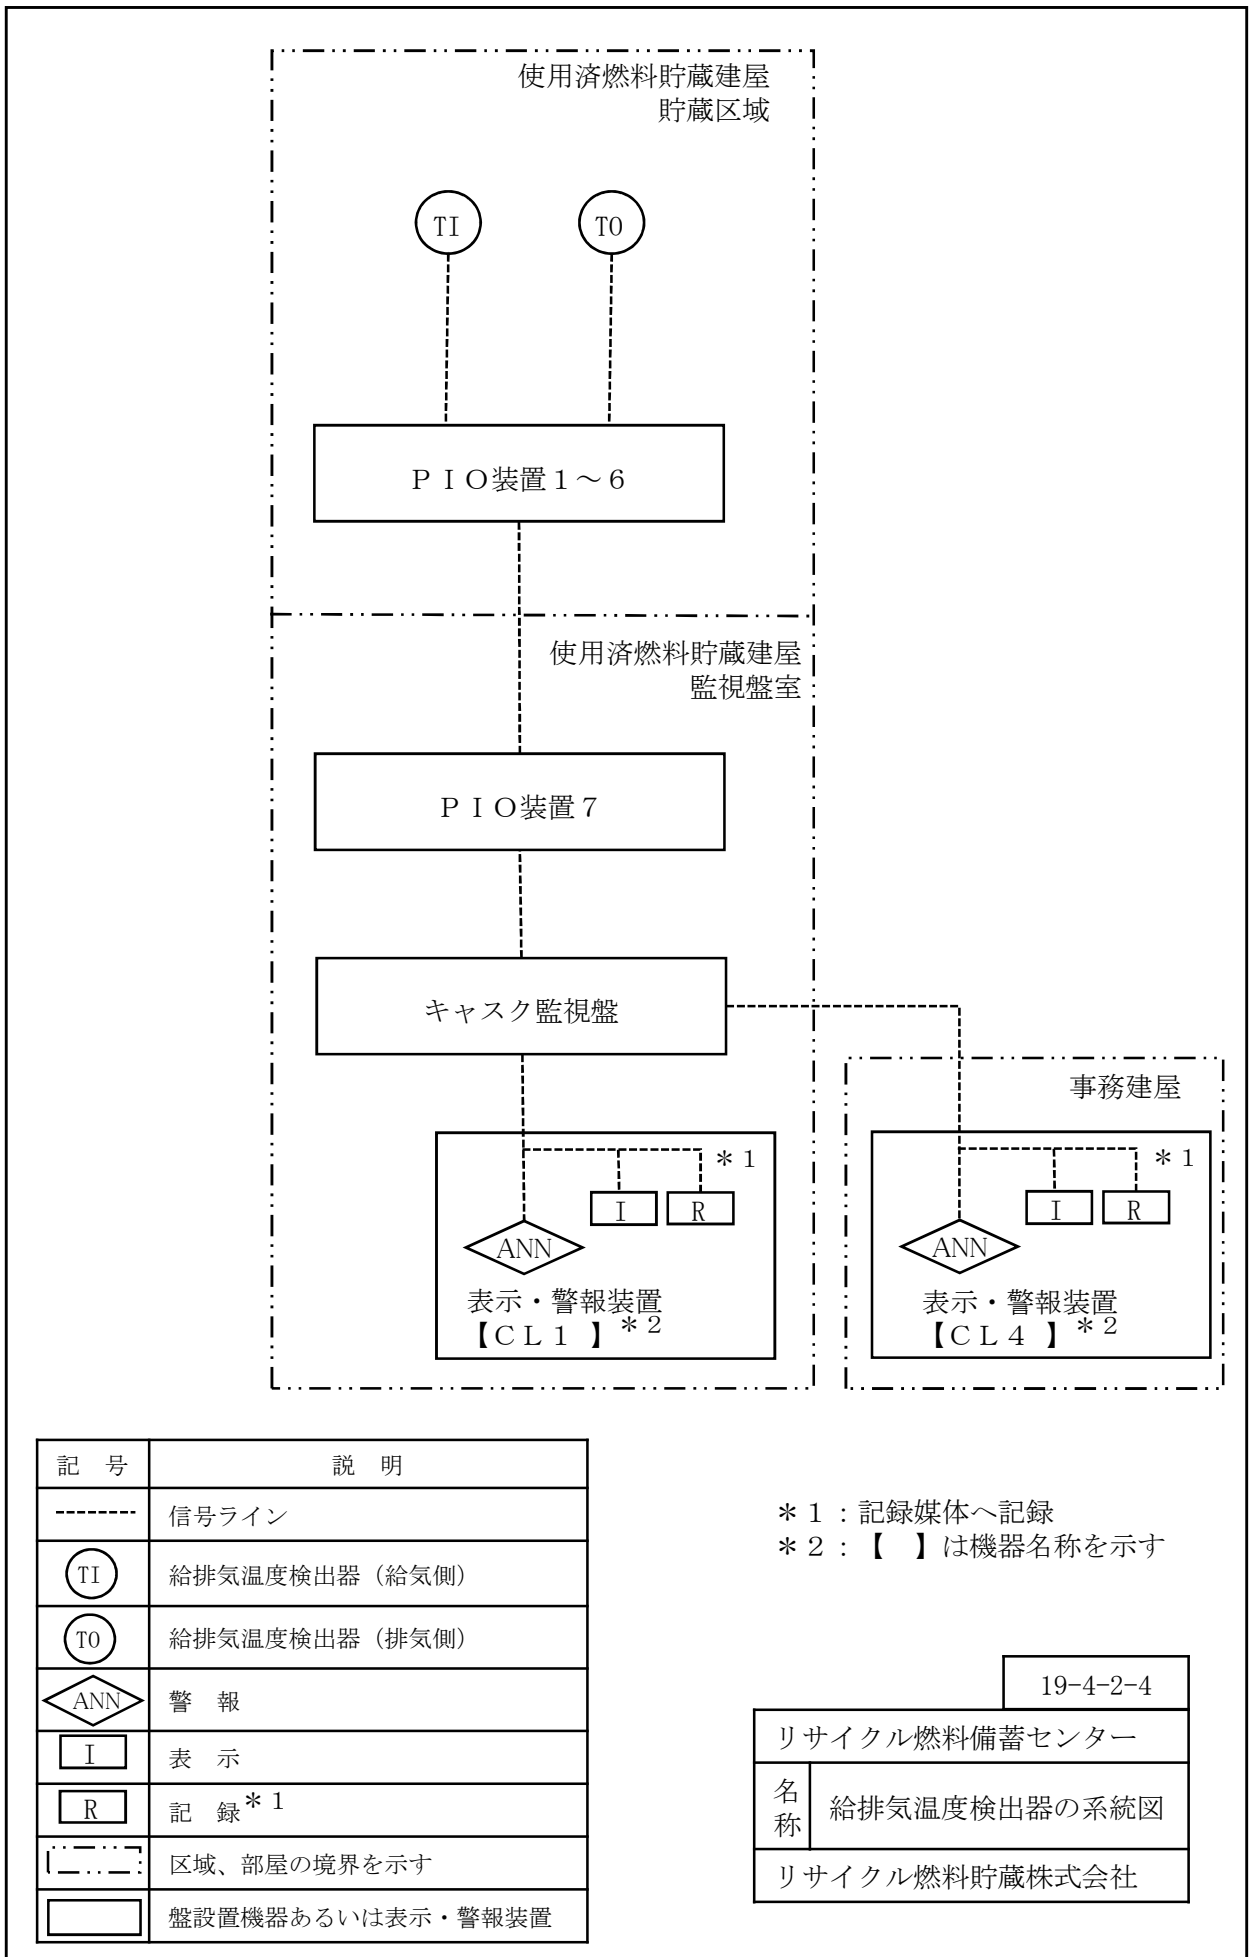 使用済燃料貯蔵建屋
貯蔵区域
TI
TO
ＰＩＯ装置１～６
使用済燃料貯蔵建屋
監視盤室
ＰＩＯ装置７
キャスク監視盤
事務建屋
＊１
I
R
ANN
表示・警報装置
【ＣＬ１】＊２
＊１
I
R
ANN
表示・警報装置
【ＣＬ４】＊２
記 号 説 明
信号ライン
TI 給排気温度検出器（給気側）
TO 給排気温度検出器（排気側）
ANN 警 報
I 表 示
R 記 録＊１
区域、部屋の境界を示す
盤設置機器あるいは表示・警報装置
＊１：記録媒体へ記録
＊２：【　】は機器名称を示す
19-4-2-4
リサイクル燃料備蓄センター
名称 給排気温度検出器の系統図
リサイクル燃料貯蔵株式会社